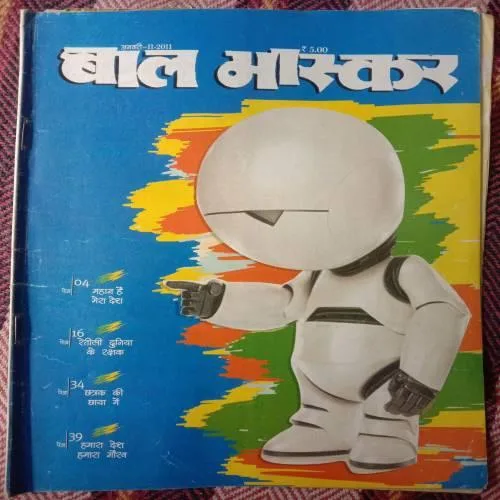 जनवरी-II-2011
₹ 5.00
बाल भास्कर
पेज 04 महान है
मेरा देश
पेज 16 रेतीली दुनिया
के रक्षक
पेज 34 छत्रक की
छाया में
पेज 39 हमारा देश
हमारा गौरव